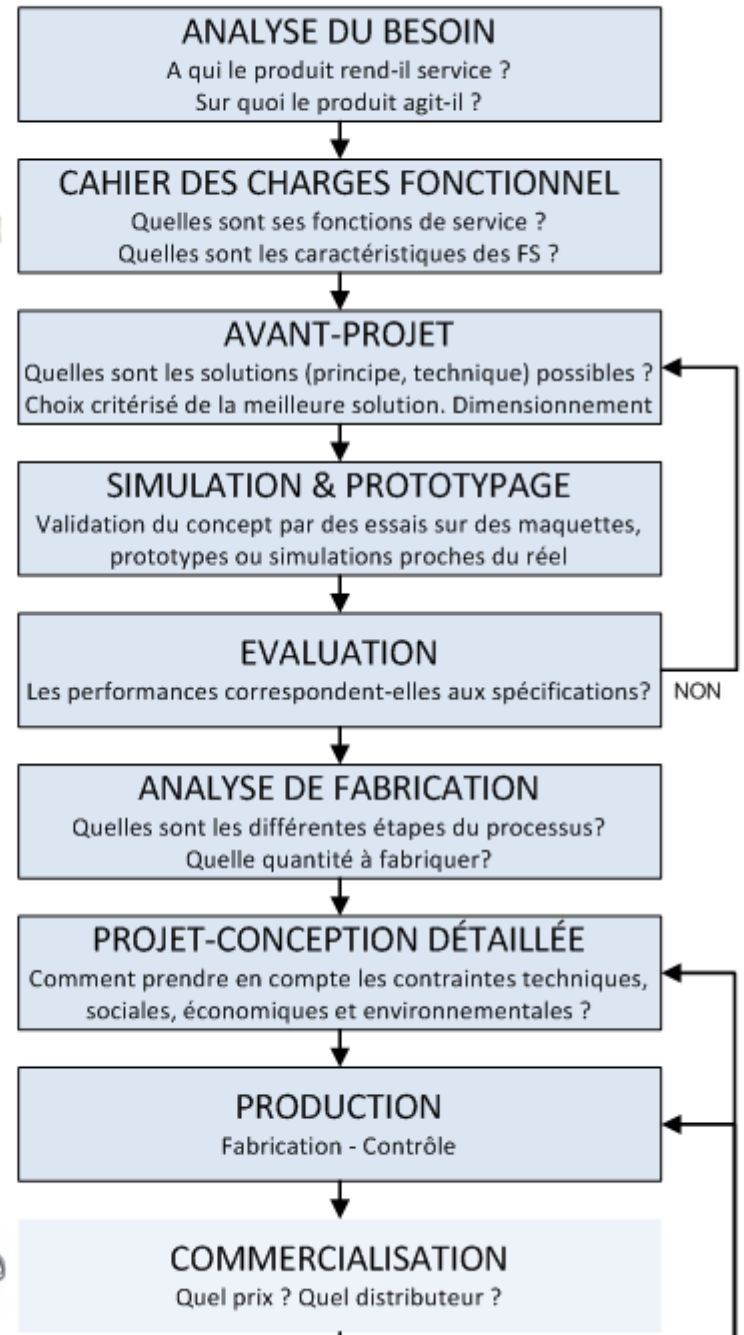 ANALYSE DU BESOIN
A qui le produit rend-il service ?
Sur quoi le produit agit-il ?
CAHIER DES CHARGES FONCTIONNEL
Quelles sont ses fonctions de service ?
Quelles sont les caractéristiques des FS ?
AVANT-PROJET
Quelles sont les solutions (principe, technique) possibles ?
Choix critérisé de la meilleure solution. Dimensionnement
SIMULATION & PROTOTYPAGE
Validation du concept par des essais sur des maquettes,
prototypes ou simulations proches du réel
EVALUATION
Les performances correspondent-elles aux spécifications?
NON
ANALYSE DE FABRICATION
Quelles sont les différentes étapes du processus?
Quelle quantité à fabriquer?
PROJET-CONCEPTION DÉTAILLÉE
Comment prendre en compte les contraintes techniques,
sociales, économiques et environnementales ?
PRODUCTION
Fabrication - Contrôle
COMMERCIALISATION
Quel prix ? Quel distributeur ?